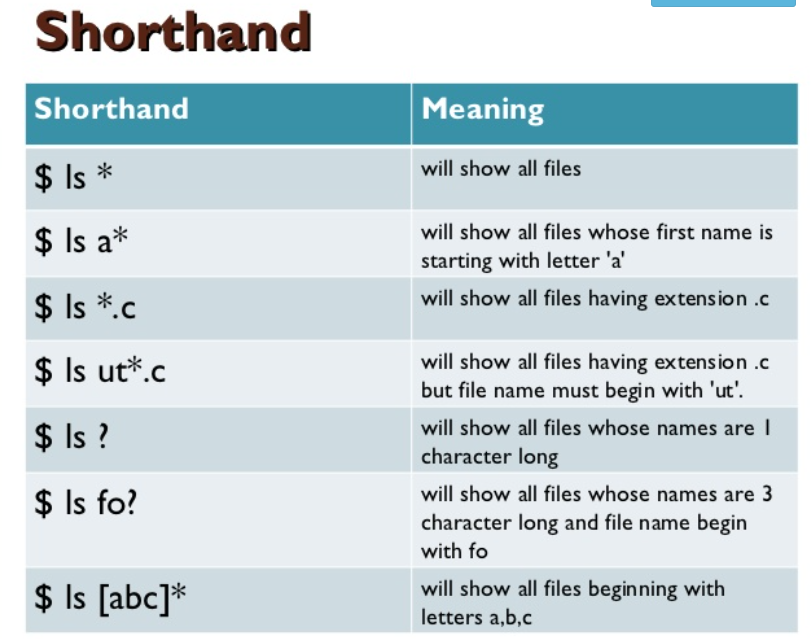 Shorthand
Shorthand Meaning
$ ls * will show all files
$ ls a* will show all files whose first name is
starting with letter 'a'
$ ls *.c will show all files having extension .c
$ ls ut*.c will show all files having extension .c
but file name must begin with 'ut'.
$ ls ? will show all files whose names are 1
character long
$ ls fo? will show all files whose names are 3
character long and file name begin
with fo
$ ls [abc]* will show all files beginning with
letters a,b,c